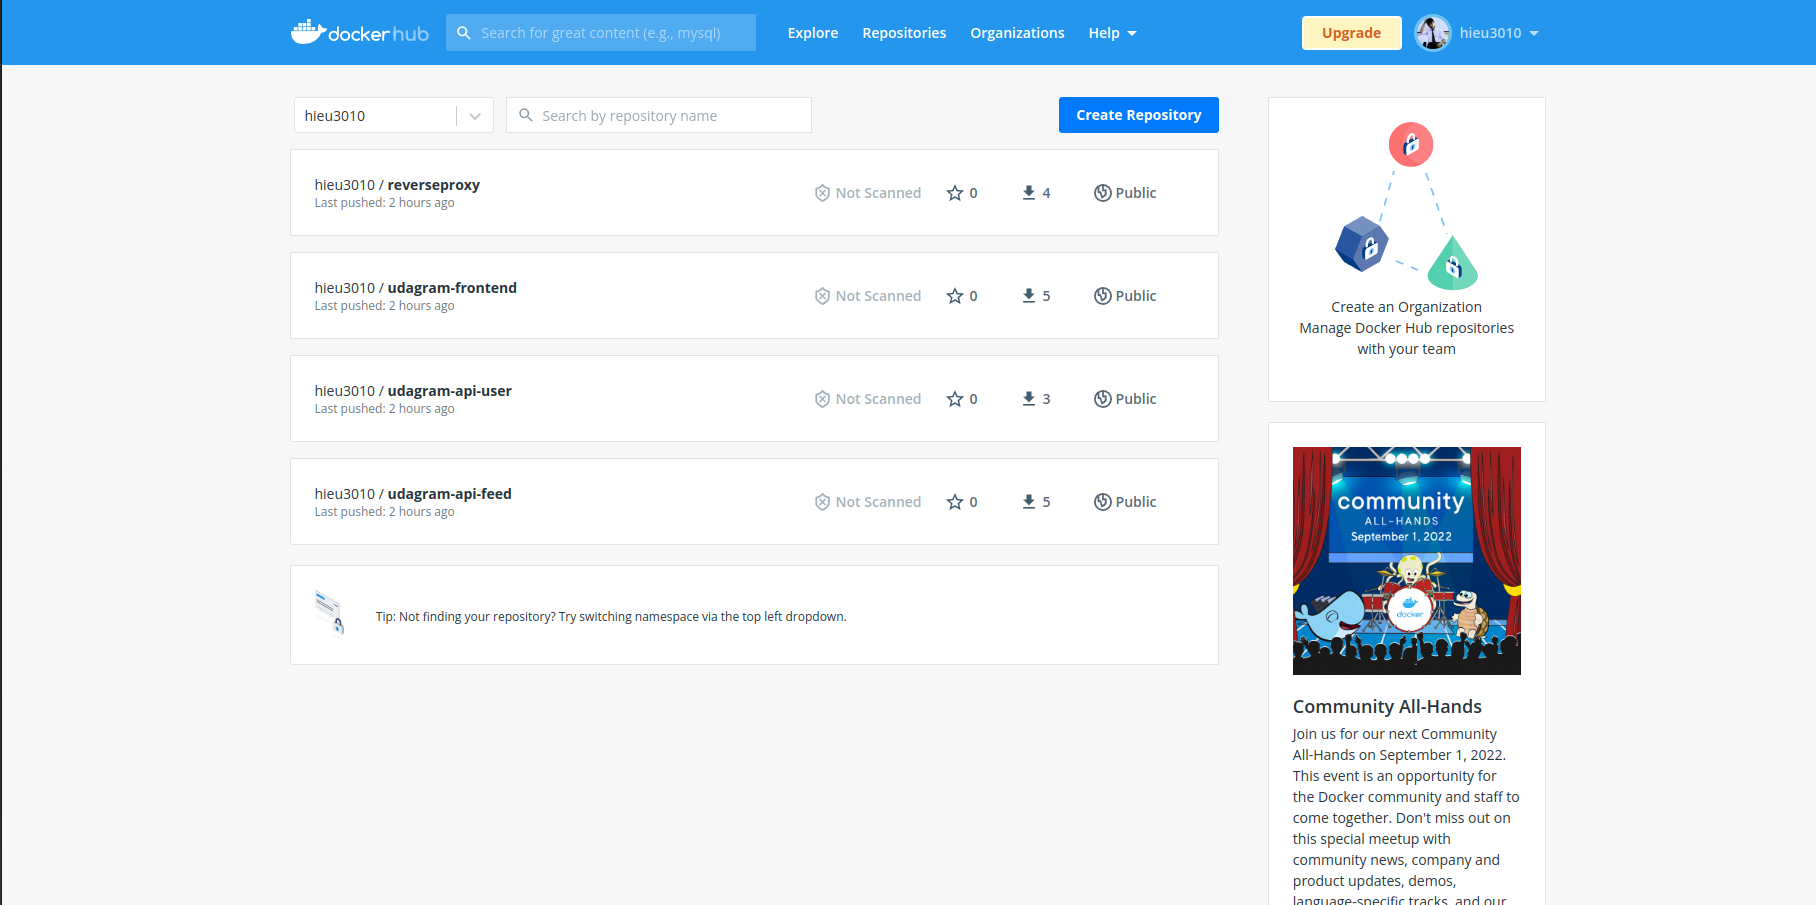 docker hub
Search for great content (e.g., mysql)
Explore
Repositories
Organizations
Help
Upgrade
hieu3010
hieu3010
Search by repository name
Create Repository
hieu3010 / reverseproxy
Last pushed: 2 hours ago
Not Scanned
0
4
Public
hieu3010 / udagram-frontend
Last pushed: 2 hours ago
Not Scanned
0
5
Public
hieu3010 / udagram-api-user
Last pushed: 2 hours ago
Not Scanned
0
3
Public
hieu3010 / udagram-api-feed
Last pushed: 2 hours ago
Not Scanned
0
5
Public
Tip: Not finding your repository? Try switching namespace via the top left dropdown.
Create an Organization
Manage Docker Hub repositories
with your team
community
ALL-HANDS
September 1, 2022
docker
Community All-Hands
Join us for our next Community
All-Hands on September 1, 2022.
This event is an opportunity for
the Docker community and staff to
come together. Don't miss out on
this special meetup with
community news, company and
product updates, demos,
language-specific tracks, and our